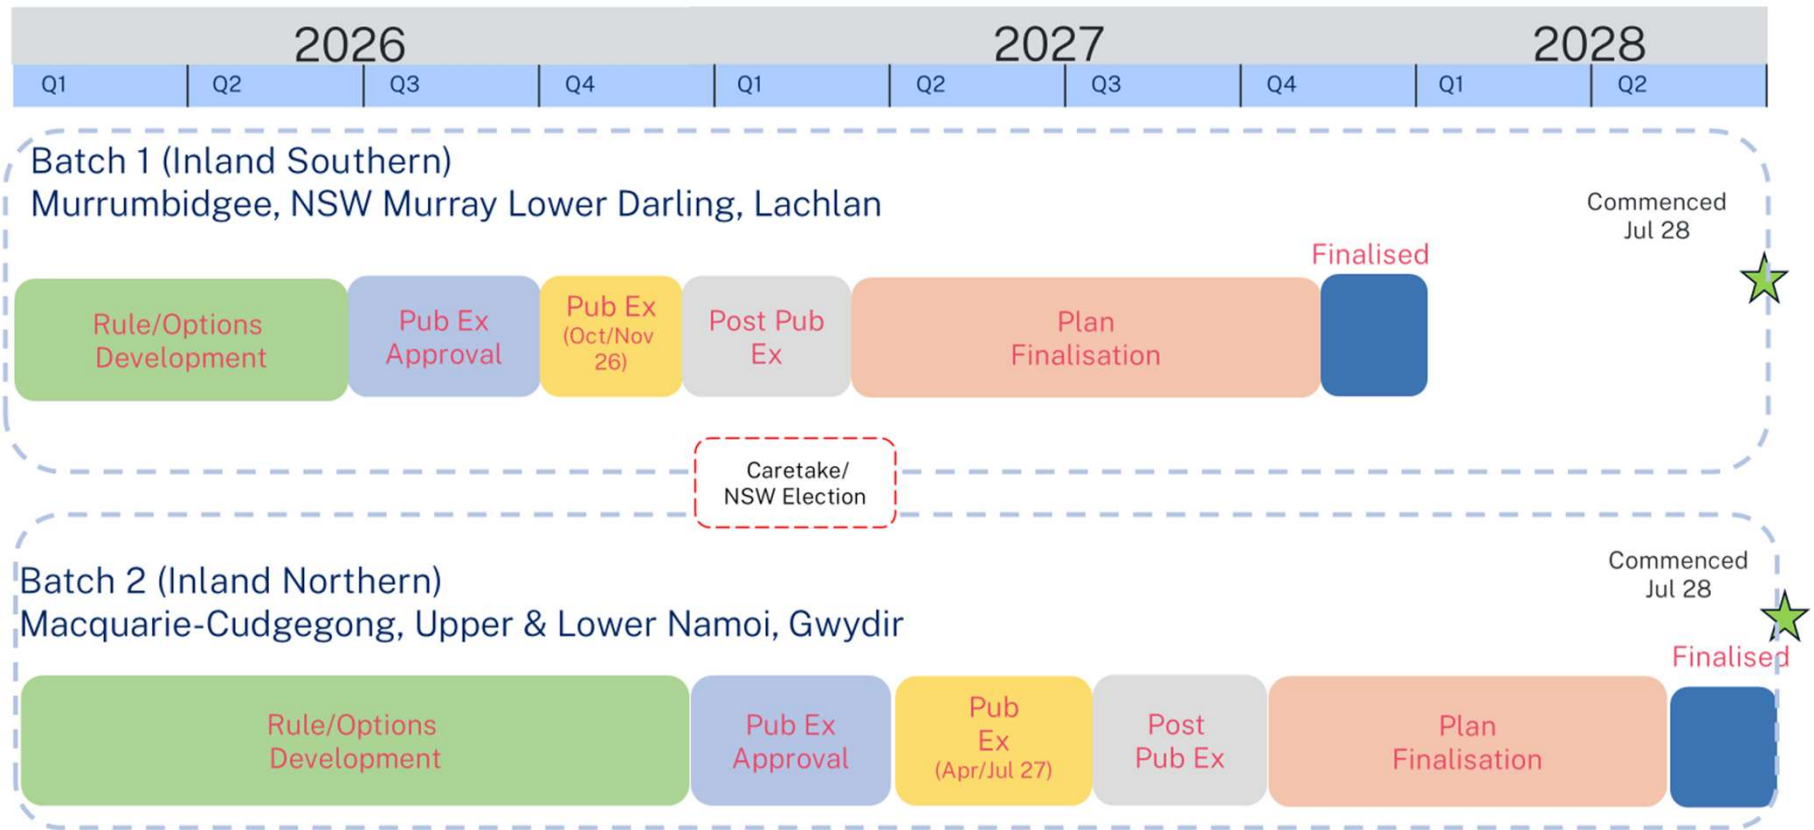 2026
2027
2028
Q1
Q2
Q3
Q4
Q1
Q2
Q3
Q4
Q1
Q2
Batch 1 (Inland Southern)
Murrumbidgee, NSW Murray Lower Darling, Lachlan
Commenced
Jul 28
Finalised
Rule/Options
Development
Pub Ex
Approval
Pub Ex
(Oct/Nov
26)
Post Pub
Ex
Plan
Finalisation
Caretake/
NSW Election
Batch 2 (Inland Northern)
Macquarie-Cudgegong, Upper & Lower Namoi, Gwydir
Commenced
Jul 28
Finalised
Rule/Options
Development
Pub Ex
Approval
Pub
Ex
(Apr/Jul 27)
Post
Pub Ex
Plan
Finalisation